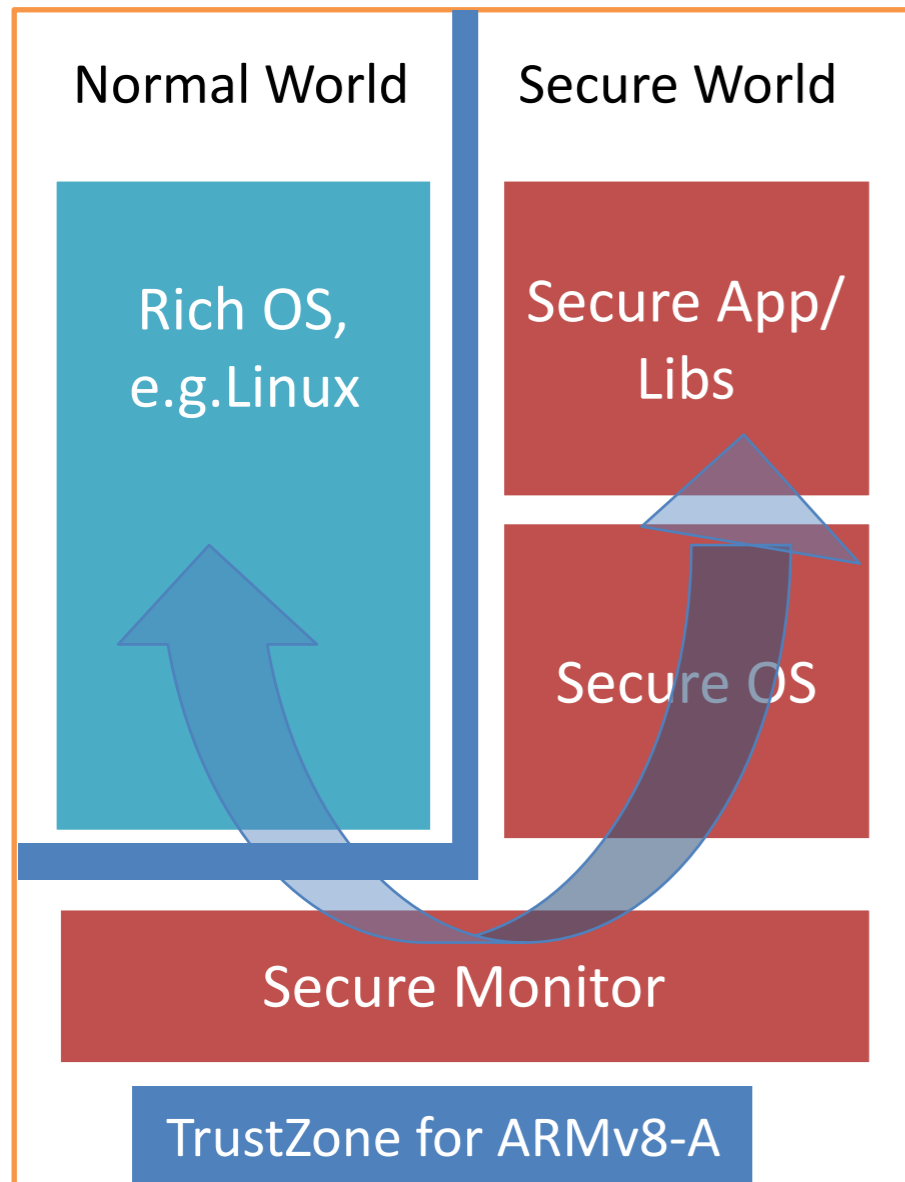 Normal World
Secure World
Rich OS,
e.g.Linux
Secure App/
Libs
Secure OS
Secure Monitor
TrustZone for ARMv8-A